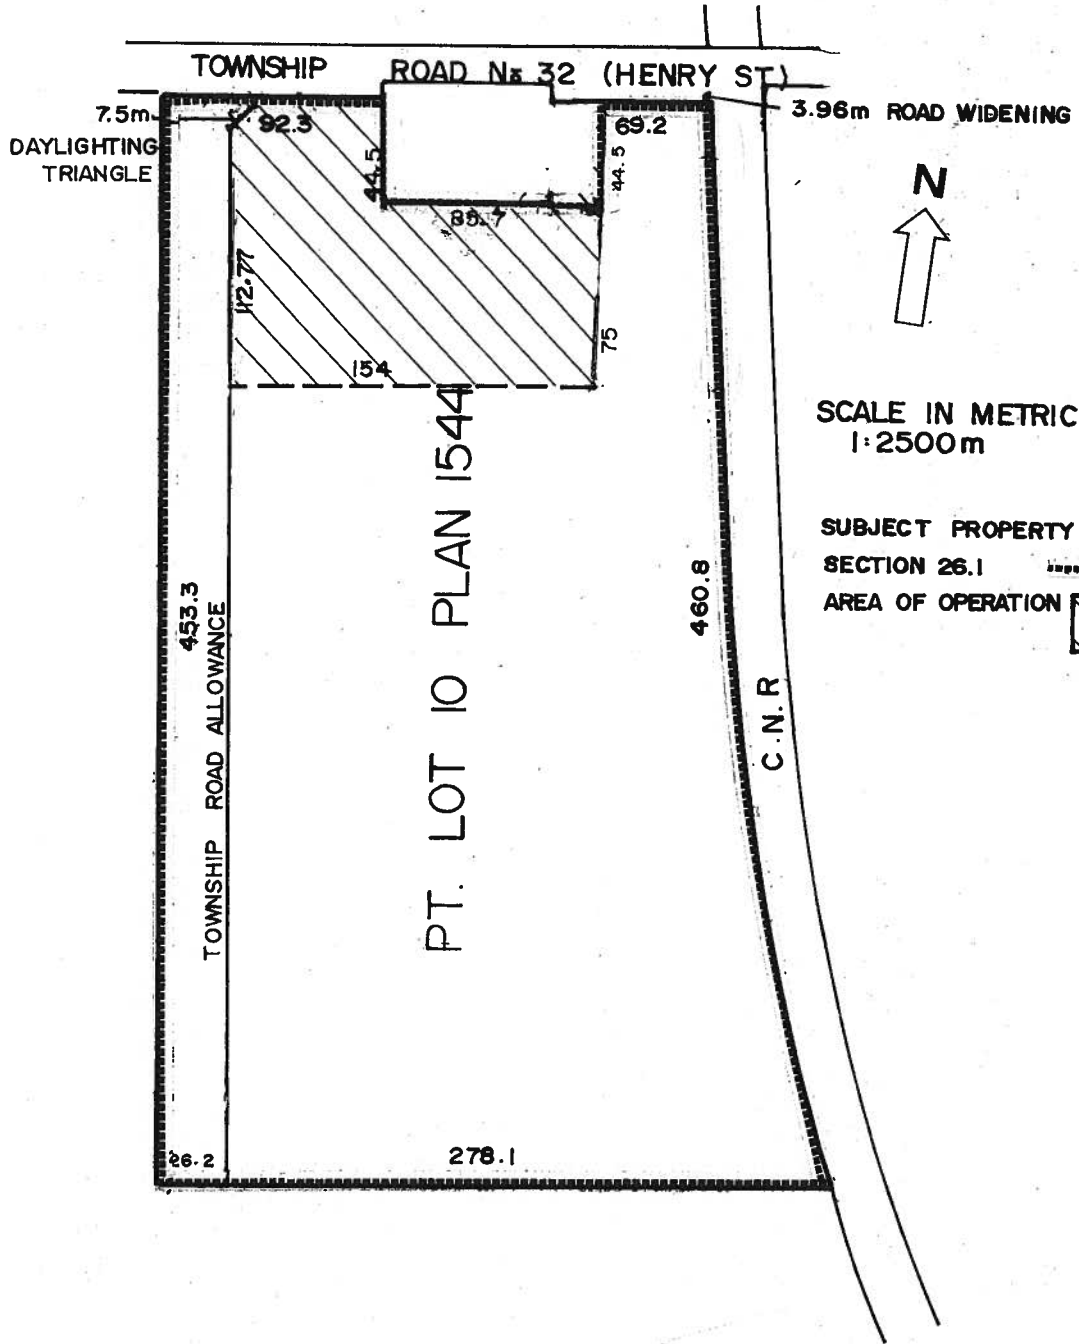 TOWNSHIP ROAD No 32 (HENRY ST)
7.5m
DAYLIGHTING
TRIANGLE
92.3
69.2
3.96m ROAD WIDENING
44.5
44.5
N
112.77
75
154
SCALE IN METRIC
1:2500m
SUBJECT PROPERTY
SECTION 26.1
AREA OF OPERATION
453.3
TOWNSHIP ROAD ALLOWANCE
PT. LOT 10 PLAN 1544
460.8
C.N.R
26.2
278.1